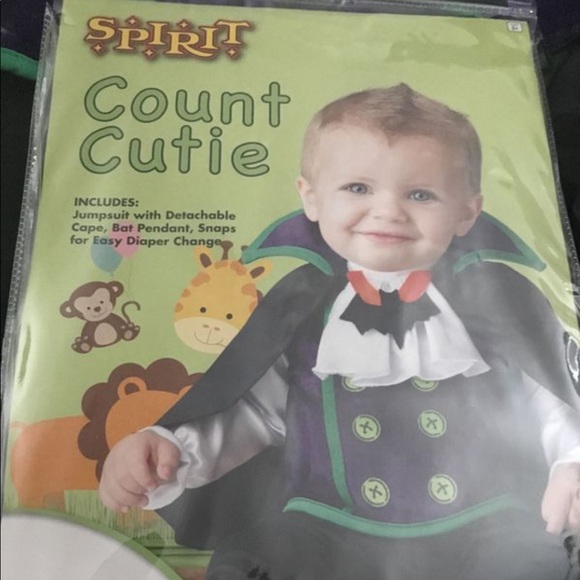 SPIRIT
Count
Cutie
INCLUDES:
Jumpsuit with Detachable
Cape, Bat Pendant, Snaps
for Easy Diaper Change